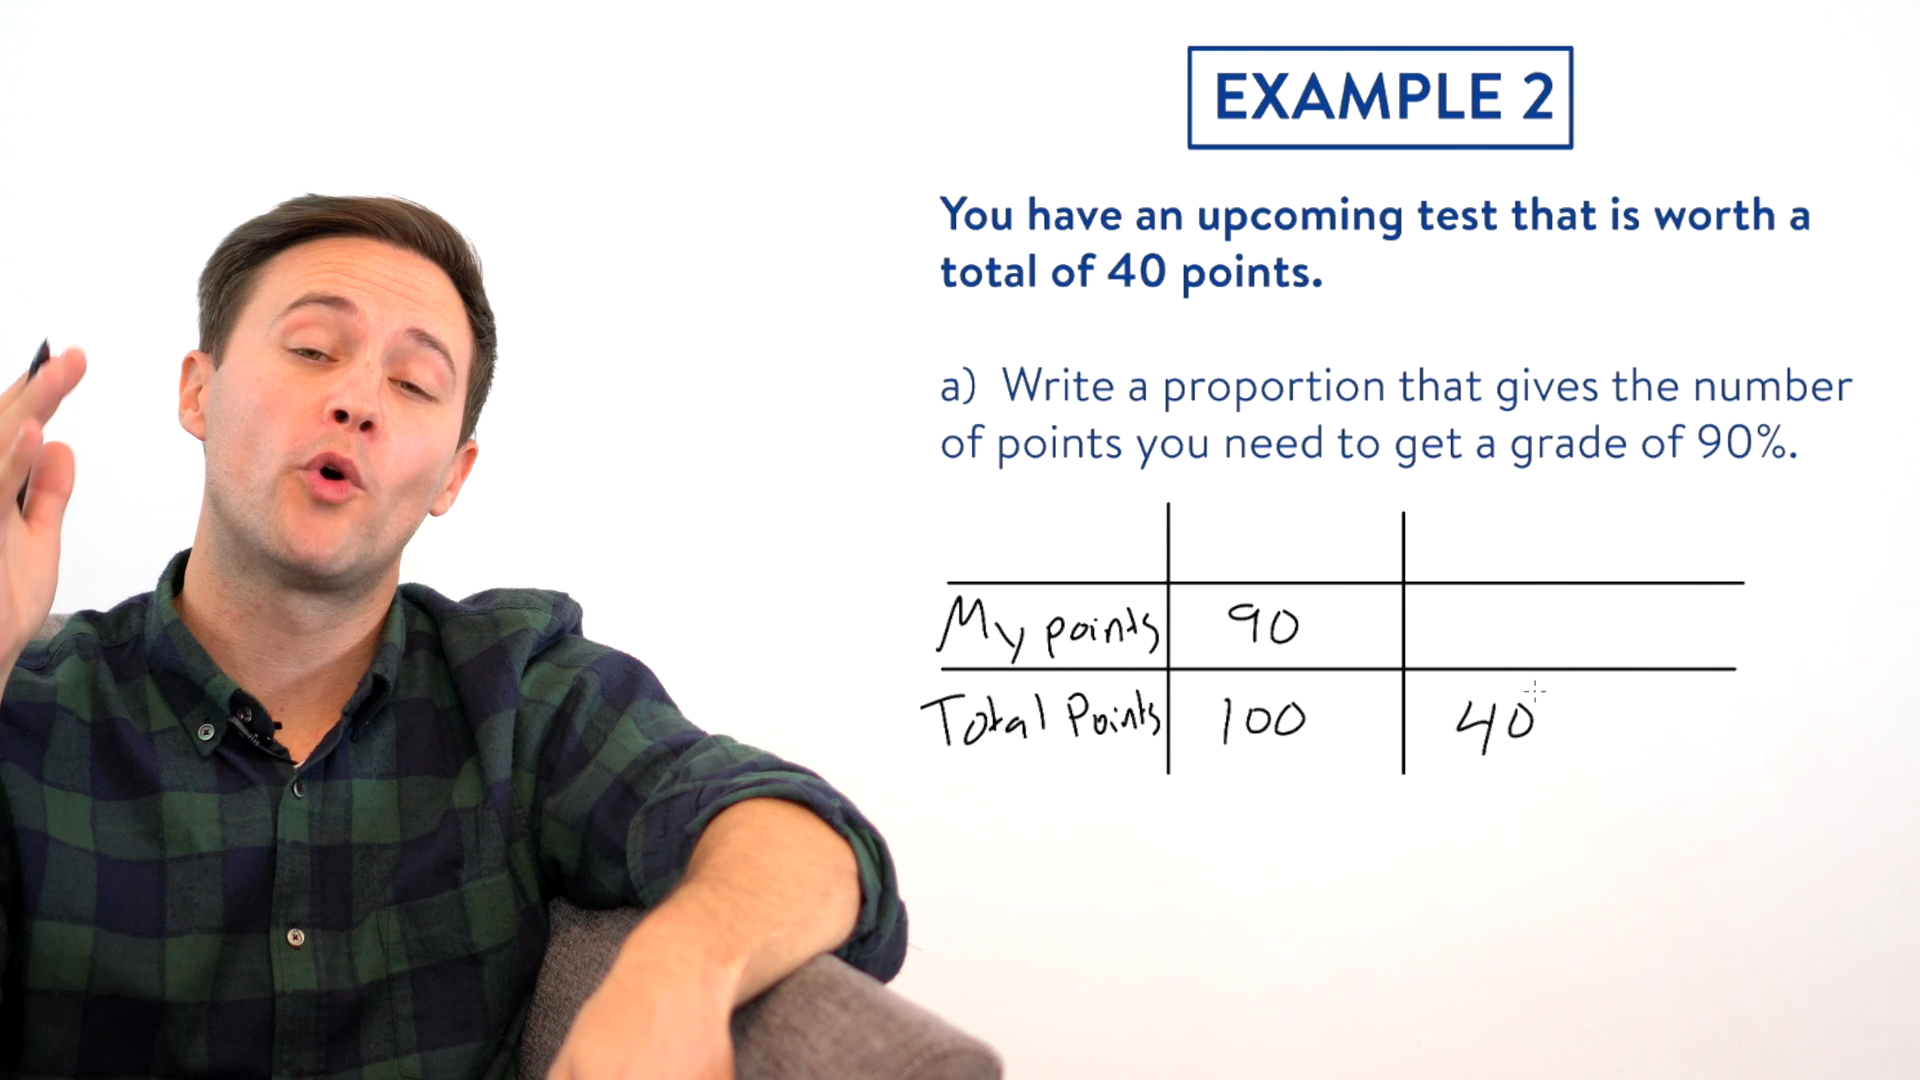 EXAMPLE 2
You have an upcoming test that is worth a
total of 40 points.
a) Write a proportion that gives the number
of points you need to get a grade of 90%.
My points 90
Total Points 100 40